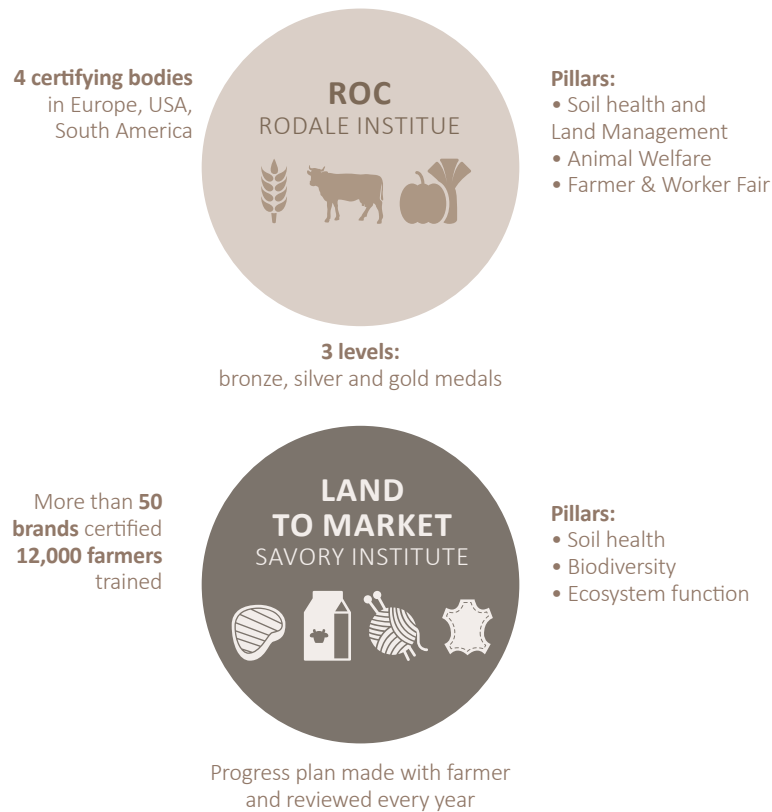 4 certifying bodies
in Europe, USA,
South America
ROC
RODALE INSTITUE
Pillars:
• Soil health and
Land Management
• Animal Welfare
• Farmer & Worker Fair
3 levels:
bronze, silver and gold medals
More than 50
brands certified
12,000 farmers
trained
LAND
TO MARKET
SAVORY INSTITUTE
Pillars:
• Soil health
• Biodiversity
• Ecosystem function
Progress plan made with farmer
and reviewed every year